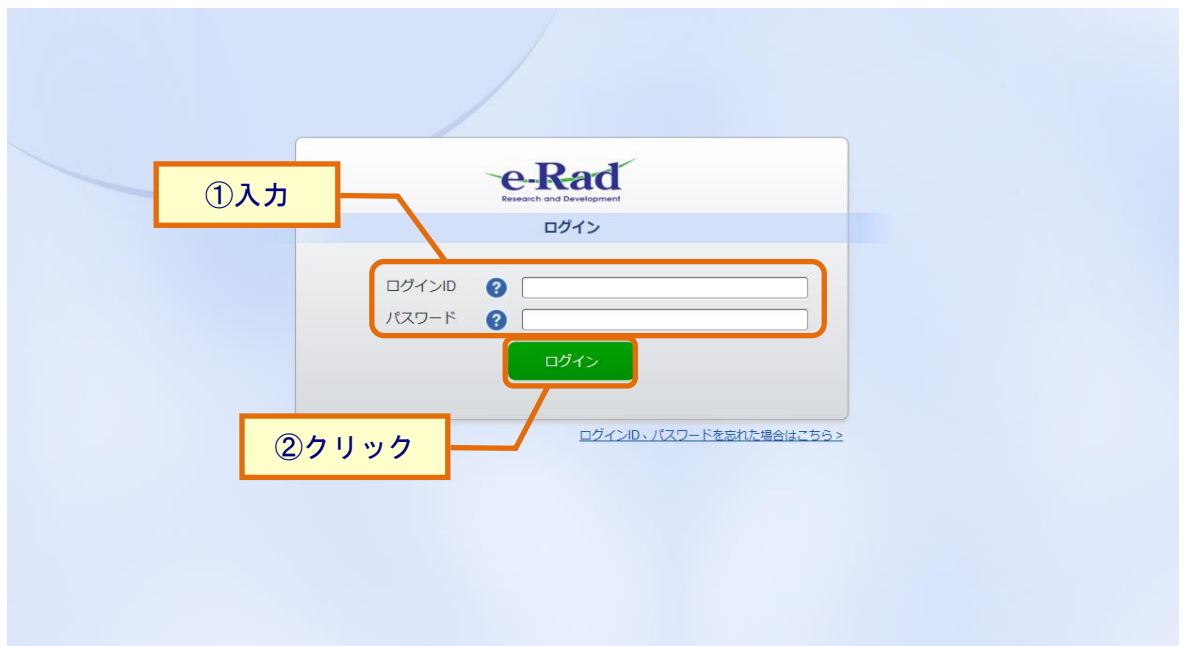 e-Rad
Research and Development
①入力
ログイン
ログインID ?
パスワード ?
ログイン
②クリック
ログインID、パスワードを忘れた場合はこちら >